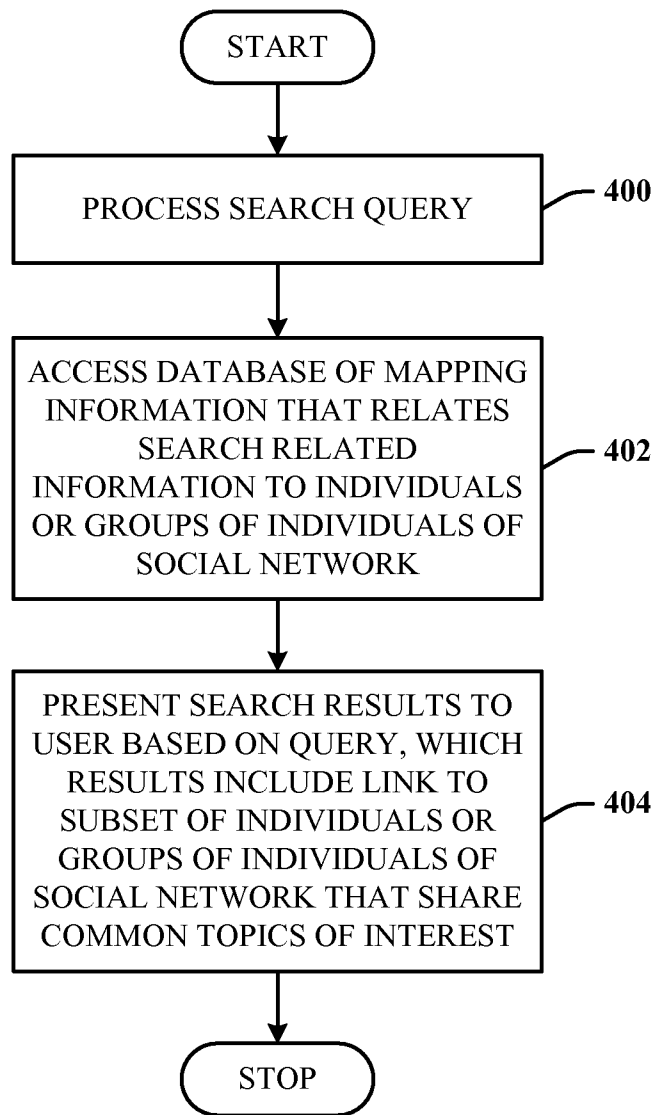 START
PROCESS SEARCH QUERY
400
ACCESS DATABASE OF MAPPING
INFORMATION THAT RELATES
SEARCH RELATED
INFORMATION TO INDIVIDUALS
OR GROUPS OF INDIVIDUALS OF
SOCIAL NETWORK
402
PRESENT SEARCH RESULTS TO
USER BASED ON QUERY, WHICH
RESULTS INCLUDE LINK TO
SUBSET OF INDIVIDUALS OR
GROUPS OF INDIVIDUALS OF
SOCIAL NETWORK THAT SHARE
COMMON TOPICS OF INTEREST
404
STOP